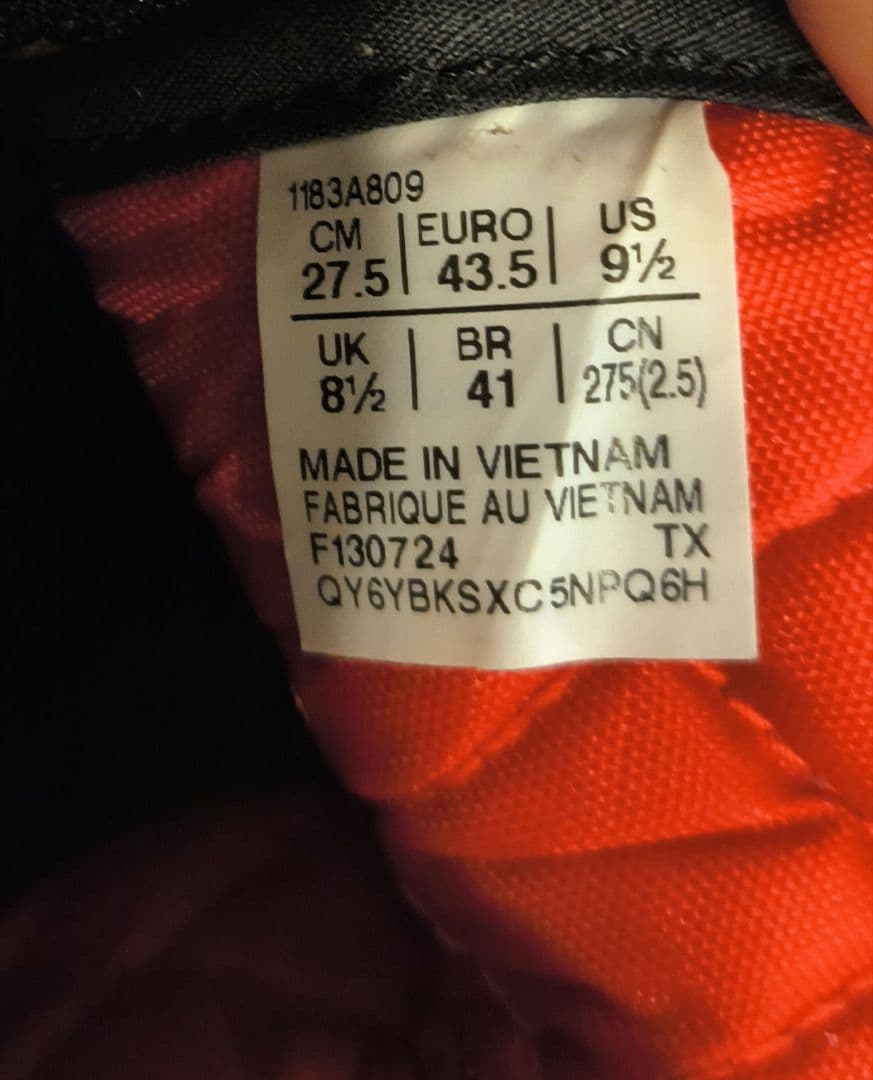 1183A809
CM | EURO | US
27.5 | 43.5 | 9½
UK | BR | CN
8½ | 41 | 275(2.5)
MADE IN VIETNAM
FABRIQUE AU VIETNAM
F130724 TX
QY6YBKSXC5NPQ6H